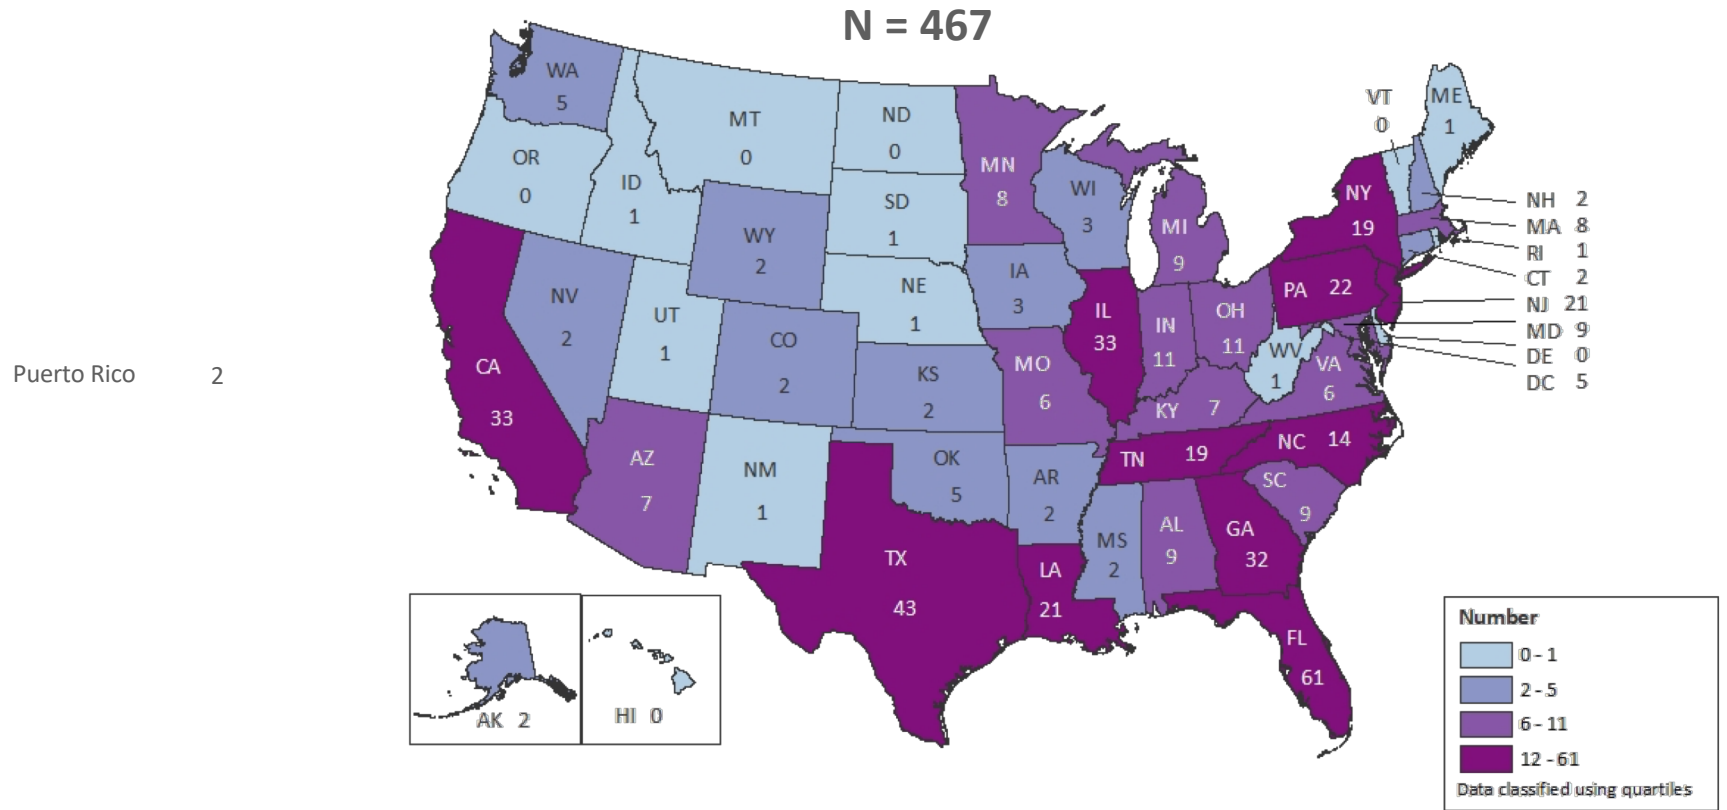 N = 467
WA
5
MT
0
ND
0
MN
8
VT
0
ME
1
OR
0
ID
1
SD
1
WI
3
MI
9
NY
19
NH 2
MA 8
RI 1
CT 2
NJ 21
MD 9
DE 0
DC 5
WY
2
NE
1
IA
3
PA 22
NV
2
UT
1
CO
2
KS
2
MO
6
IL
33
IN
11
OH
11
WV
1
VA
6
KY 7
Puerto Rico 2
CA
33
AZ
7
NM
1
OK
5
AR
2
TN 19
NC 14
SC
9
TX
43
LA
21
MS
2
AL
9
GA
32
FL
61
AK 2
HI 0
Number
0 - 1
2 - 5
6 - 11
12 - 61
Data classified using quartiles